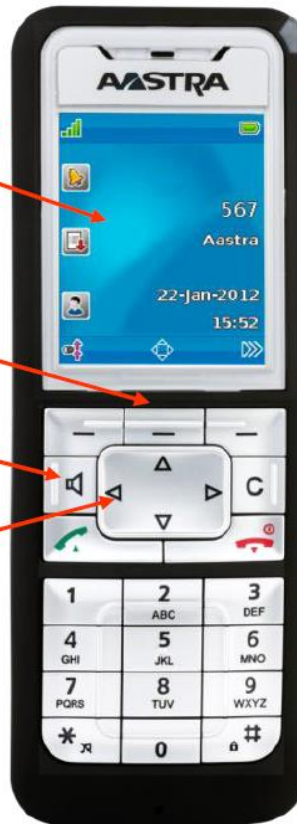 AASTRA
567
Aastra
22-Jan-2012
15:52
C
1
2
ABC
3
DEF
4
GHI
5
JKL
6
MNO
7
PQRS
8
TUV
9
WXYZ
*
0
#